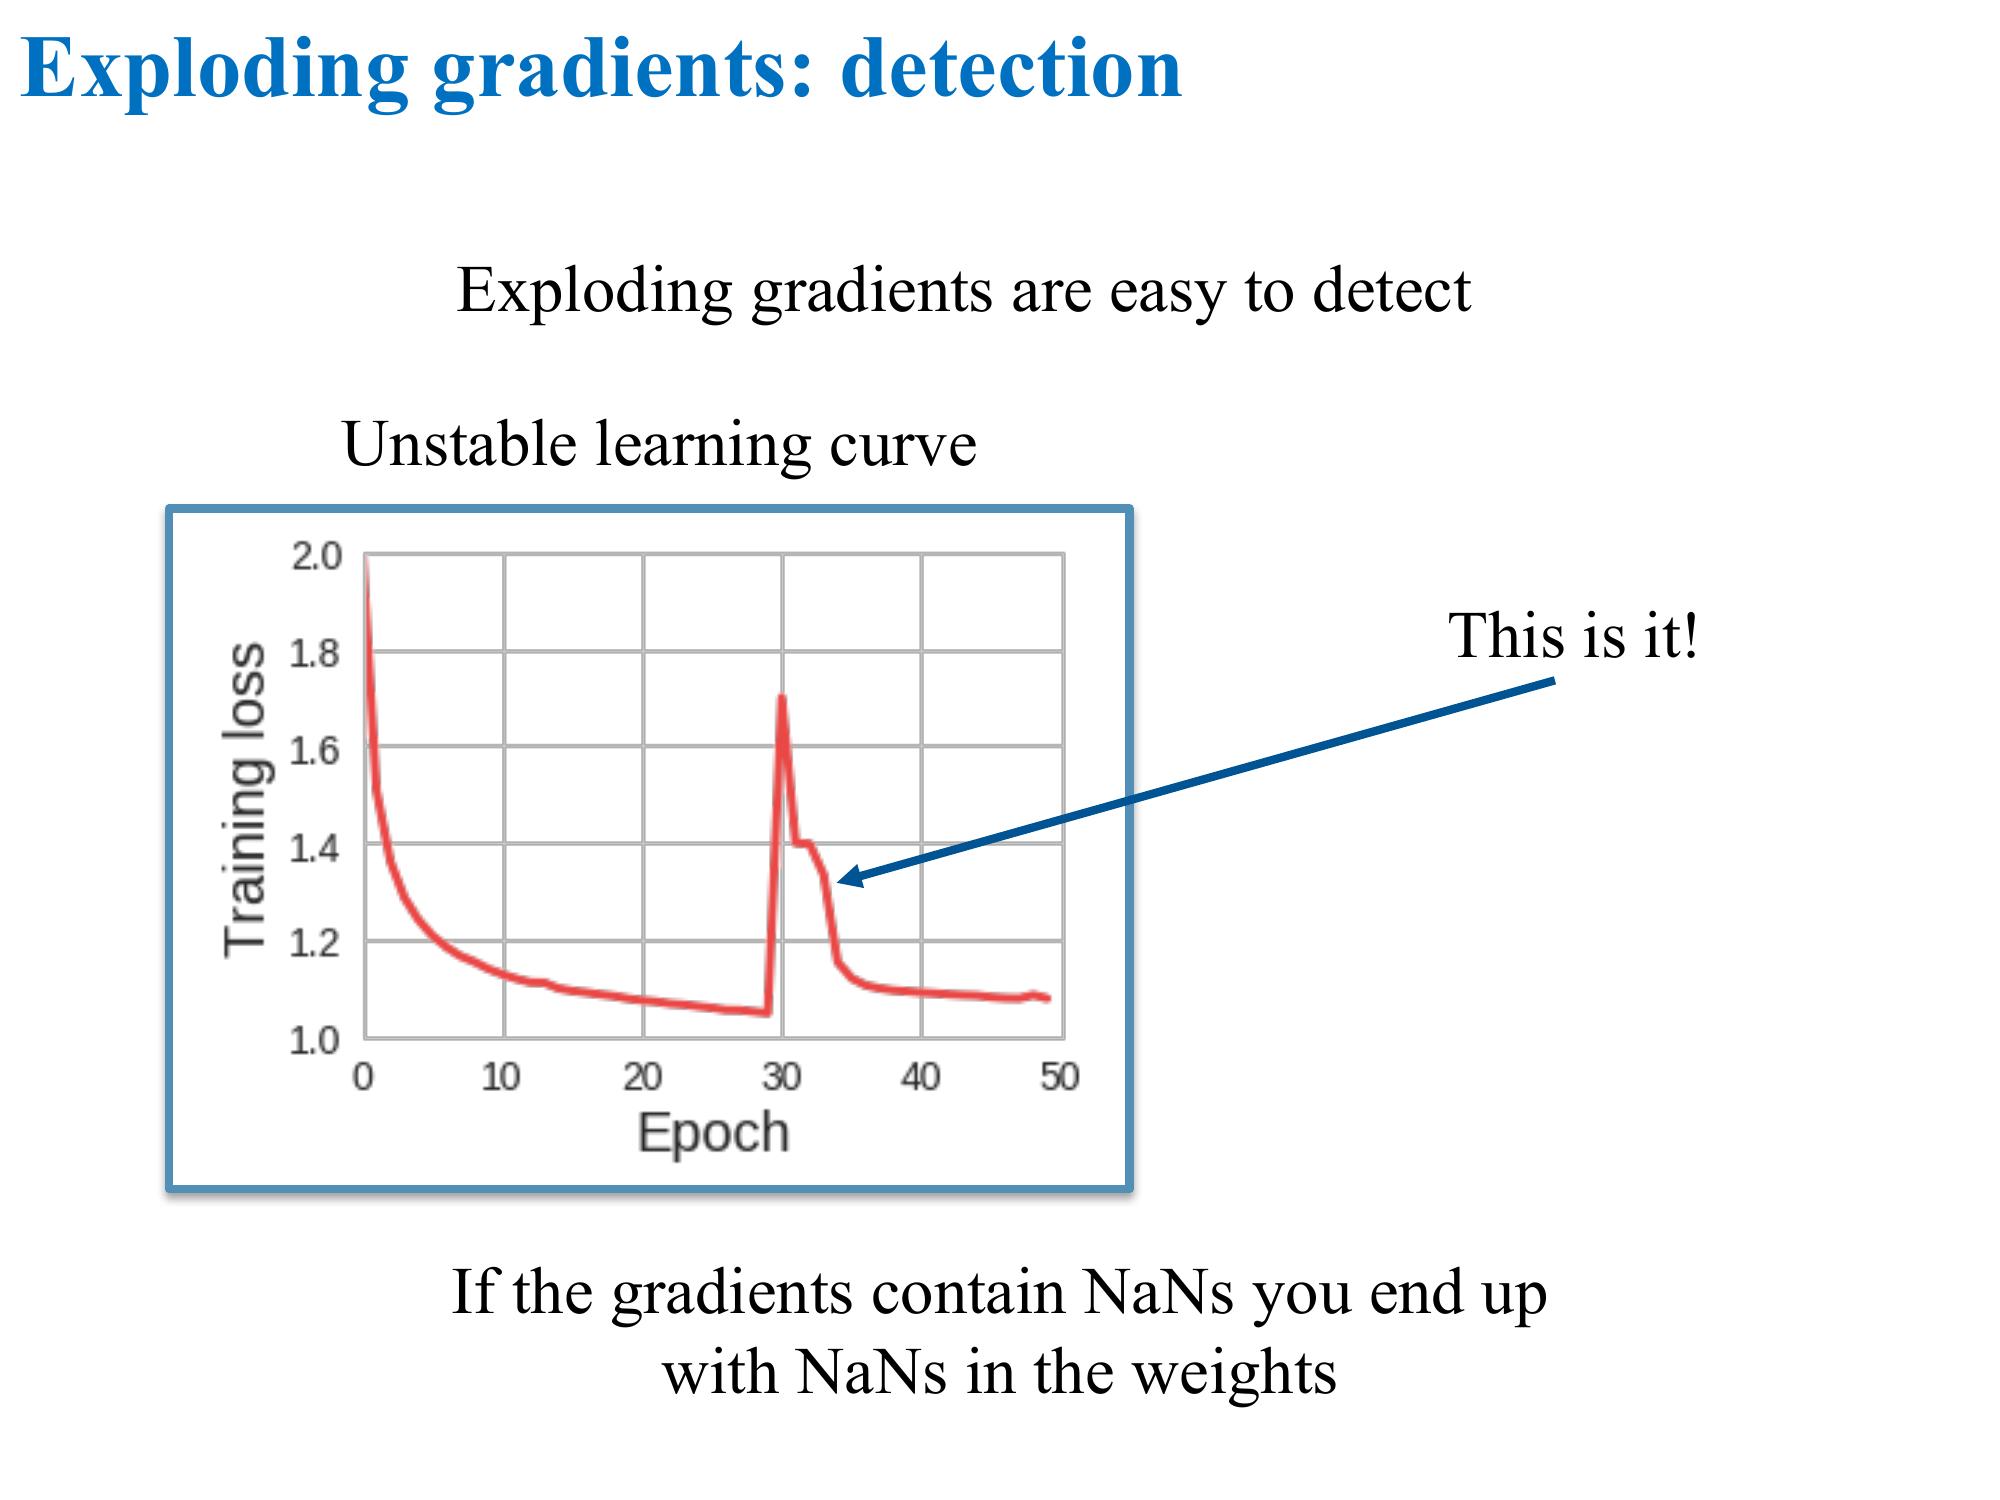 Exploding gradients: detection
Exploding gradients are easy to detect
Unstable learning curve
2.0
1.8
1.6
1.4
1.2
1.0
Training loss
0 10 20 30 40 50
Epoch
This is it!
If the gradients contain NaNs you end up
with NaNs in the weights